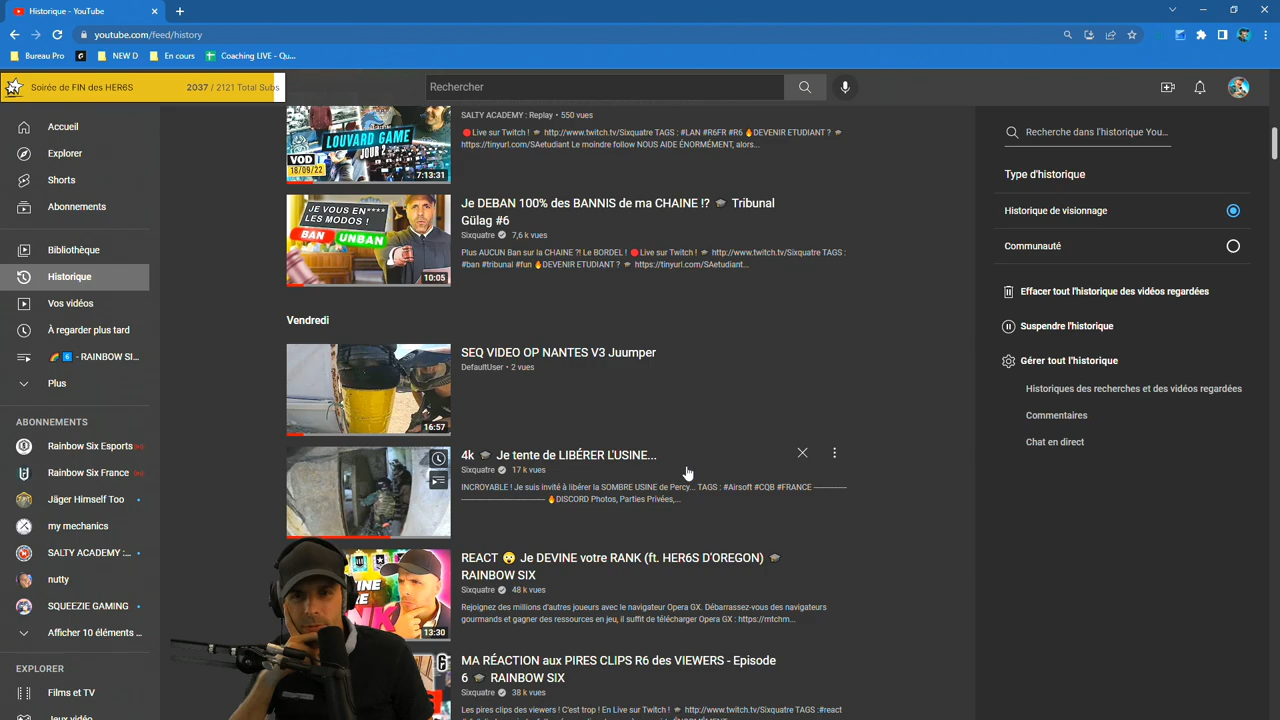 Historique - YouTube
youtube.com/feed/history
Bureau Pro
NEW D
En cours
Coaching LIVE - Qu...
Soirée de FIN des HER6S
2037 / 2121 Total Subs
Rechercher
Accueil
Explorer
Shorts
Abonnements
Bibliothèque
Historique
Vos vidéos
À regarder plus tard
6 - RAINBOW SI...
Plus
ABONNEMENTS
Rainbow Six Esports
Rainbow Six France
Jäger Himself Too
my mechanics
SALTY ACADEMY :...
nutty
SQUEEZIE GAMING
Afficher 10 éléments ...
EXPLORER
Films et TV
Jeux vidéo
LOUVARD GAME
JOUR 2
VOD
18/09/22
7:13:31
SALTY ACADEMY : Replay • 550 vues
🔴Live sur Twitch ! 🎓 http://www.twitch.tv/Sixquatre TAGS : #LAN #R6FR #R6 🔥DEVENIR ETUDIANT ? 🎓
https://tinyurl.com/SAetudiant Le moindre follow NOUS AIDE ÉNORMÉMENT, alors...
JE VOUS EN****
LES MODOS !
BAN
UNBAN
10:05
Je DEBAN 100% des BANNIS de ma CHAINE !? 🎓 Tribunal
Gülag #6
Sixquatre 7,6 k vues
Plus AUCUN Ban sur la CHAINE ?! Le BORDEL ! 🔴Live sur Twitch ! 🎓 http://www.twitch.tv/Sixquatre TAGS :
#ban #tribunal #fun 🔥DEVENIR ETUDIANT ? 🎓 https://tinyurl.com/SAetudiant...
Vendredi
16:57
SEQ VIDEO OP NANTES V3 Juumper
DefaultUser • 2 vues
4k 🎓 Je tente de LIBÉRER L'USINE...
Sixquatre 17 k vues
INCROYABLE ! Je suis invité à libérer la SOMBRE USINE de Percy... TAGS : #Airsoft #CQB #FRANCE —————
———————————— 🔥DISCORD Photos, Parties Privées,...
13:30
REACT 😲 Je DEVINE votre RANK (ft. HER6S D'OREGON) 🎓
RAINBOW SIX
Sixquatre 48 k vues
Rejoignez des millions d'autres joueurs avec le navigateur Opera GX. Débarrassez-vous des navigateurs
gourmands et gagner des ressources en jeu, il suffit de télécharger Opera GX : https://mtchm...
MA RÉACTION aux PIRES CLIPS R6 des VIEWERS - Episode
6 🎓 RAINBOW SIX
Sixquatre 38 k vues
Les pires clips des viewers ! C'est trop ! En Live sur Twitch ! 🎓 http://www.twitch.tv/Sixquatre TAGS :#react
Recherche dans l'historique You...
Type d'historique
Historique de visionnage
Communauté
Effacer tout l'historique des vidéos regardées
Suspendre l'historique
Gérer tout l'historique
Historiques des recherches et des vidéos regardées
Commentaires
Chat en direct